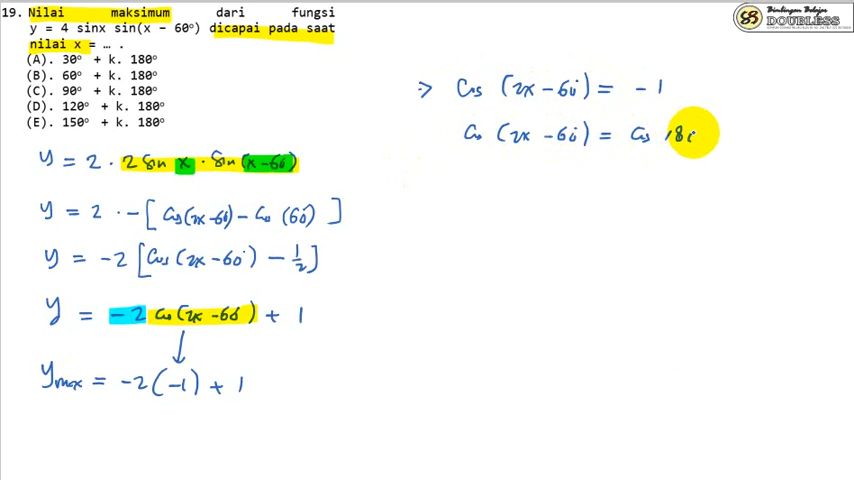 19. Nilai maksimum dari fungsi
y = 4 sinx sin(x – 60°) dicapai pada saat
nilai x = … .
(A). 30° + k. 180°
(B). 60° + k. 180°
(C). 90° + k. 180°
(D). 120° + k. 180°
(E). 150° + k. 180°
y = 2 · 2 sin x · sin (x-60)
y = 2 · - [ cos(2x-60) - cos (60) ]
y = -2 [ cos (2x-60°) - 1/2 ]
y = -2 cos(2x-60) + 1
ymax = -2(-1) + 1
=> cos (2x-60) = -1
cos (2x-60) = cos 180
Bimbingan Belajar
DOUBLESS